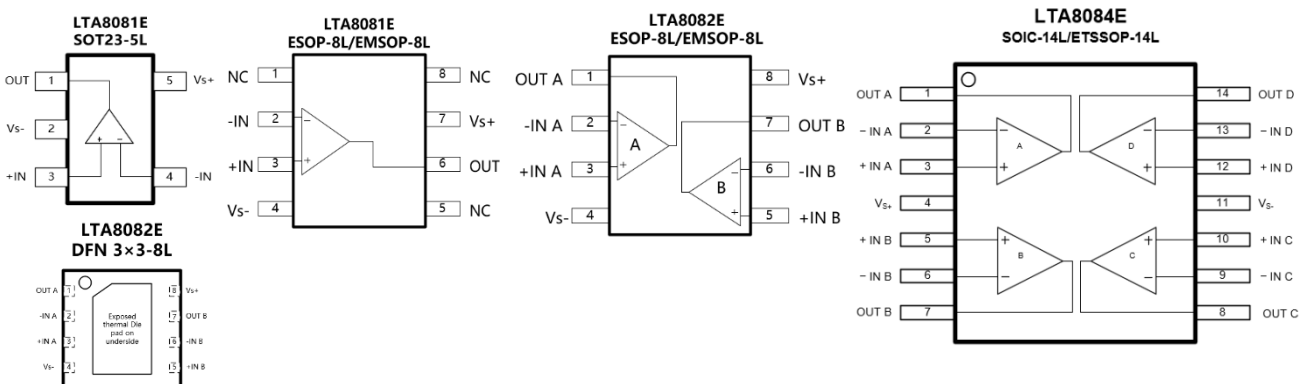 LTA8081E
SOT23-5L
OUT 1
5 Vs+
Vs- 2
+IN 3
4 -IN
+ −
LTA8081E
ESOP-8L/EMSOP-8L
NC 1
8 NC
-IN 2
7 Vs+
+IN 3
6 OUT
Vs- 4
5 NC
−
+
LTA8082E
ESOP-8L/EMSOP-8L
OUT A 1
8 Vs+
-IN A 2
7 OUT B
+IN A 3
6 -IN B
Vs- 4
5 +IN B
−
A
+
−
B
+
LTA8084E
SOIC-14L/ETSSOP-14L
OUT A 1
14 OUT D
− IN A 2
− A D −
13 − IN D
+ IN A 3
+ +
12 + IN D
VS+ 4
11 VS-
+ IN B 5
+ +
10 + IN C
− IN B 6
− B C −
9 − IN C
OUT B 7
8 OUT C
LTA8082E
DFN 3×3-8L
OUT A 1
8 Vs+
-IN A 2
7 OUT B
+IN A 3
6 -IN B
Vs- 4
5 +IN B
Exposed
thermal Die
pad on
underside